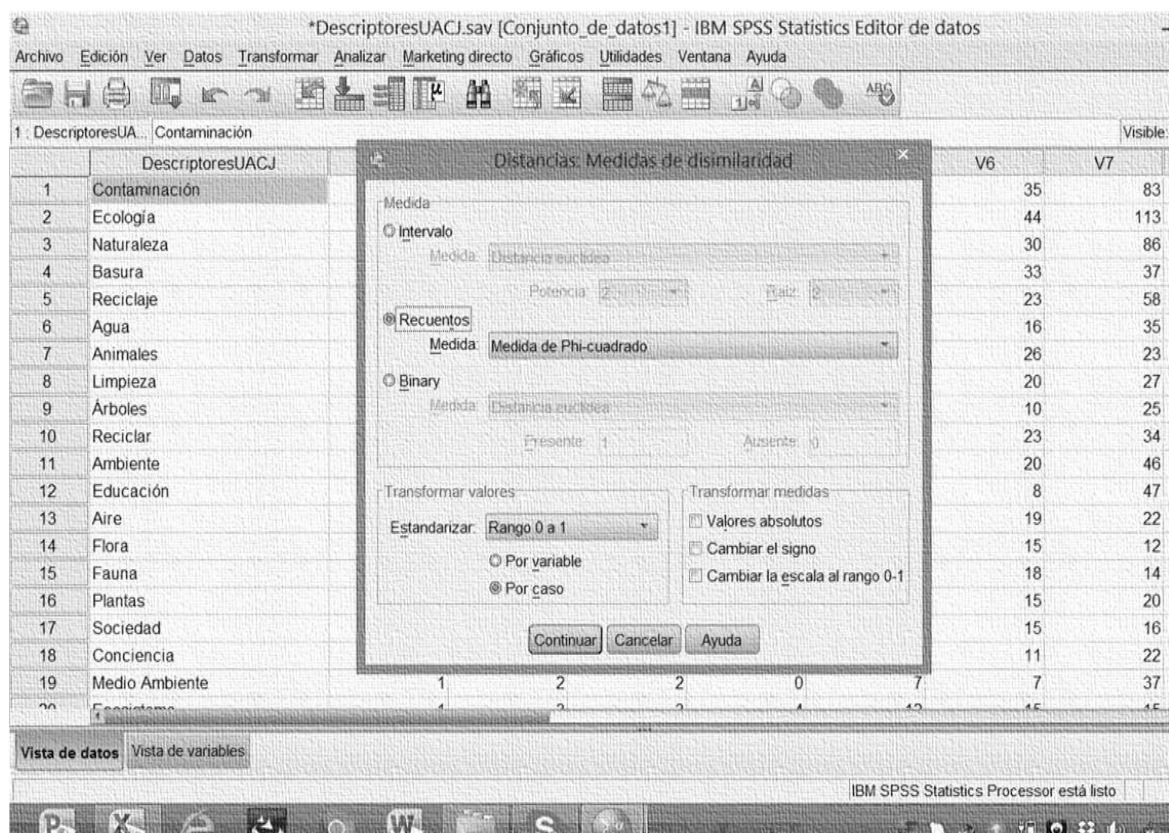 *DescriptoresUACJ.sav [Conjunto_de_datos1] - IBM SPSS Statistics Editor de datos
Archivo Edición Ver Datos Transformar Analizar Marketing directo Gráficos Utilidades Ventana Ayuda
1 : DescriptoresUA... Contaminación Visible:
DescriptoresUACJ V6 V7
1 Contaminación 35 83
2 Ecología 44 113
3 Naturaleza 30 86
4 Basura 33 37
5 Reciclaje 23 58
6 Agua 16 35
7 Animales 26 23
8 Limpieza 20 27
9 Árboles 10 25
10 Reciclar 23 34
11 Ambiente 20 46
12 Educación 8 47
13 Aire 19 22
14 Flora 15 12
15 Fauna 18 14
16 Plantas 15 20
17 Sociedad 15 16
18 Conciencia 11 22
19 Medio Ambiente 1 2 2 0 7 7 37
Distancias: Medidas de disimilaridad
Medida
Intervalo
Medida: Distancia euclídea
Potencia: 2 Raíz: 2
Recuentos
Medida: Medida de Phi-cuadrado
Binary
Medida: Distancia euclídea
Presente: 1 Ausente: 0
Transformar valores
Estandarizar: Rango 0 a 1
Por variable
Por caso
Transformar medidas
Valores absolutos
Cambiar el signo
Cambiar la escala al rango 0-1
Continuar Cancelar Ayuda
Vista de datos Vista de variables
IBM SPSS Statistics Processor está listo